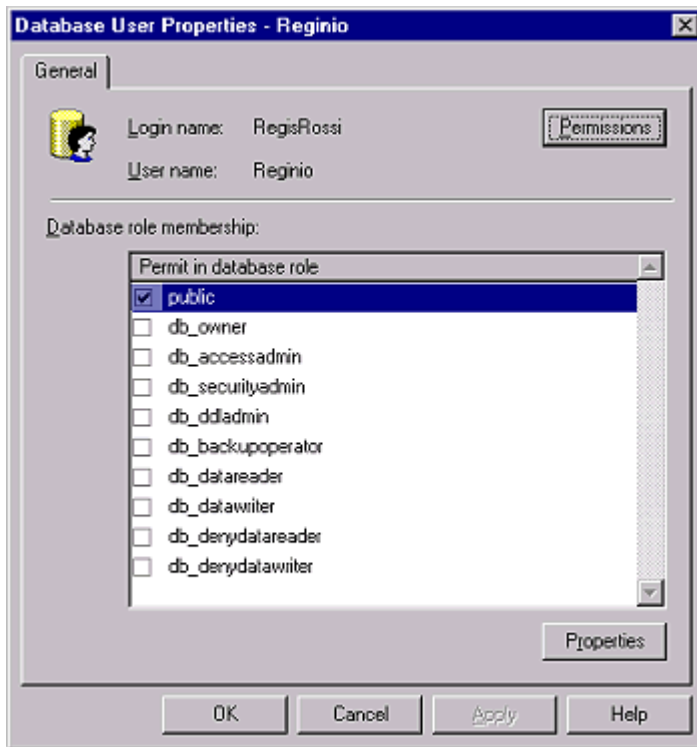 Database User Properties - Reginio
General
Login name: RegisRossi Permissions
User name: Reginio
Database role membership:
Permit in database role
public
db_owner
db_accessadmin
db_securityadmin
db_ddladmin
db_backupoperator
db_datareader
db_datawriter
db_denydatareader
db_denydatawriter
Properties
OK Cancel Apply Help